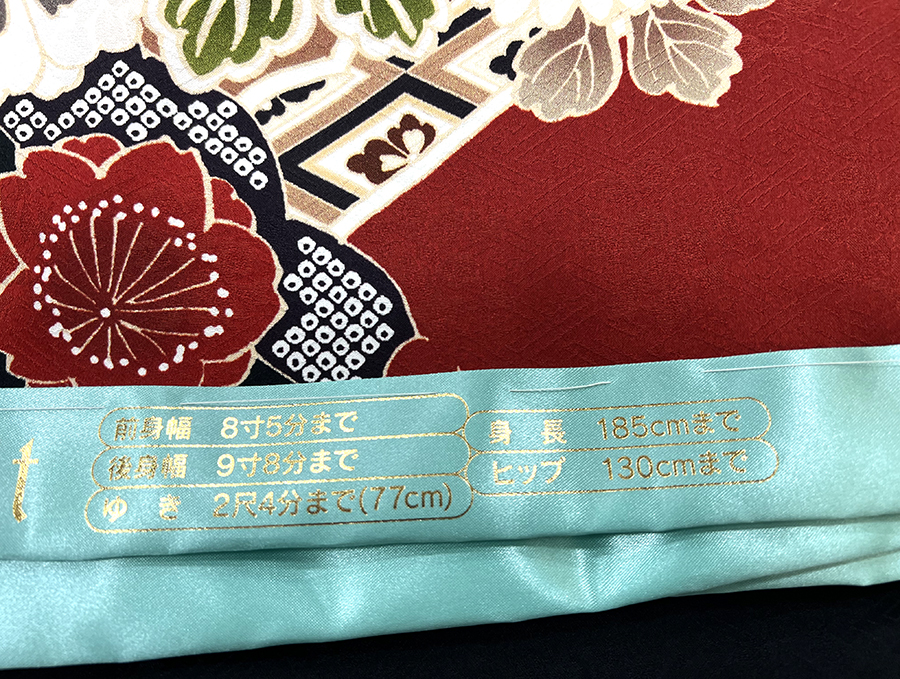 t
前身幅 8寸5分まで
後身幅 9寸8分まで
ゆき 2尺4分まで(77cm)
身長 185cmまで
ヒップ 130cmまで